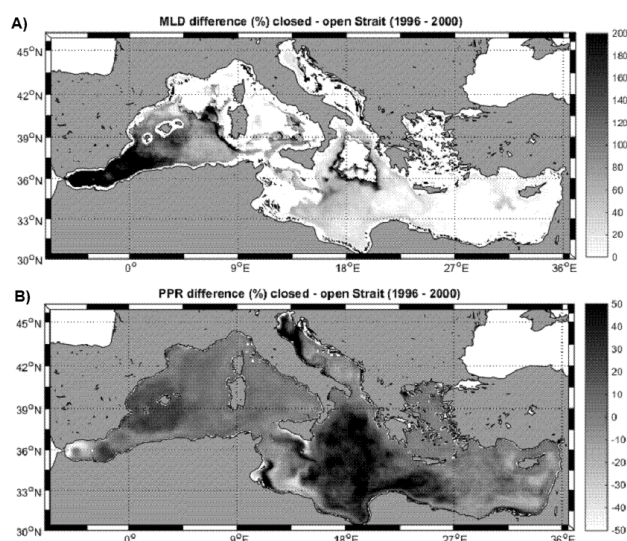 A)
MLD difference (%) closed - open Strait (1996 - 2000)
45°N
42°N
39°N
36°N
33°N
30°N
0°
9°E
18°E
27°E
36°E
200
180
160
140
120
100
80
60
40
20
0
B)
PPR difference (%) closed - open Strait (1996 - 2000)
45°N
42°N
39°N
36°N
33°N
30°N
0°
9°E
18°E
27°E
36°E
50
40
30
20
10
0
-10
-20
-30
-40
-50